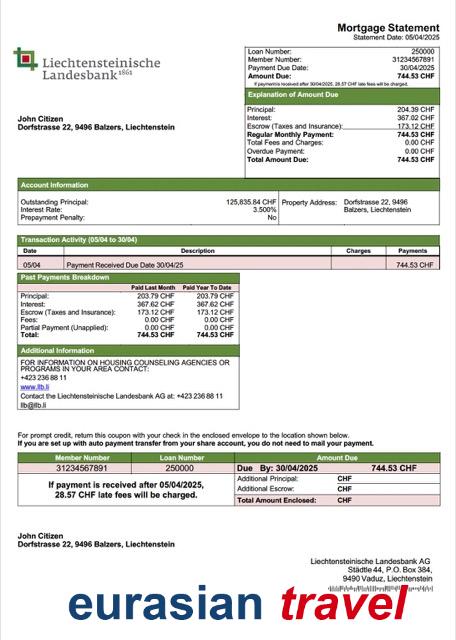 Mortgage Statement
Statement Date: 05/04/2025
Liechtensteinische
Landesbank 1861
Loan Number: 250000
Member Number: 31234567891
Payment Due Date: 30/04/2025
Amount Due: 744.53 CHF
If payment is received after 30/04/2025, 28.57 CHF late fees will be charged.
Explanation of Amount Due
Principal: 204.39 CHF
Interest: 367.02 CHF
Escrow (Taxes and Insurance): 173.12 CHF
Regular Monthly Payment: 744.53 CHF
Total Fees and Charges: 0.00 CHF
Overdue Payment: 0.00 CHF
Total Amount Due: 744.53 CHF
John Citizen
Dorfstrasse 22, 9496 Balzers, Liechtenstein
Account Information
Outstanding Principal: 125,835.84 CHF
Interest Rate: 3.500%
Prepayment Penalty: No
Property Address: Dorfstrasse 22, 9496
Balzers, Liechtenstein
Transaction Activity (05/04 to 30/04)
Date Description Charges Payments
05/04 Payment Received Due Date 30/04/25 744.53 CHF
Past Payments Breakdown
Paid Last Month Paid Year To Date
Principal: 203.79 CHF 203.79 CHF
Interest: 367.62 CHF 367.62 CHF
Escrow (Taxes and Insurance): 173.12 CHF 173.12 CHF
Fees: 0.00 CHF 0.00 CHF
Partial Payment (Unapplied): 0.00 CHF 0.00 CHF
Total: 744.53 CHF 744.53 CHF
Additional Information
FOR INFORMATION ON HOUSING COUNSELING AGENCIES OR
PROGRAMS IN YOUR AREA CONTACT:
+423 236 88 11
www.llb.li
Contact the Liechtensteinische Landesbank AG at: +423 236 88 11
llb@llb.li
For prompt credit, return this coupon with your check in the enclosed envelope to the location shown below.
If you are set up with auto payment transfer from your share account, you do not need to mail your payment.
Member Number Loan Number Amount Due
31234567891 250000 Due By: 30/04/2025 744.53 CHF
If payment is received after 05/04/2025,
28.57 CHF late fees will be charged.
Additional Principal: CHF
Additional Escrow: CHF
Total Amount Enclosed: CHF
John Citizen
Dorfstrasse 22, 9496 Balzers, Liechtenstein
Liechtensteinische Landesbank AG
Städtle 44, P.O. Box 384,
9490 Vaduz, Liechtenstein
eurasian travel